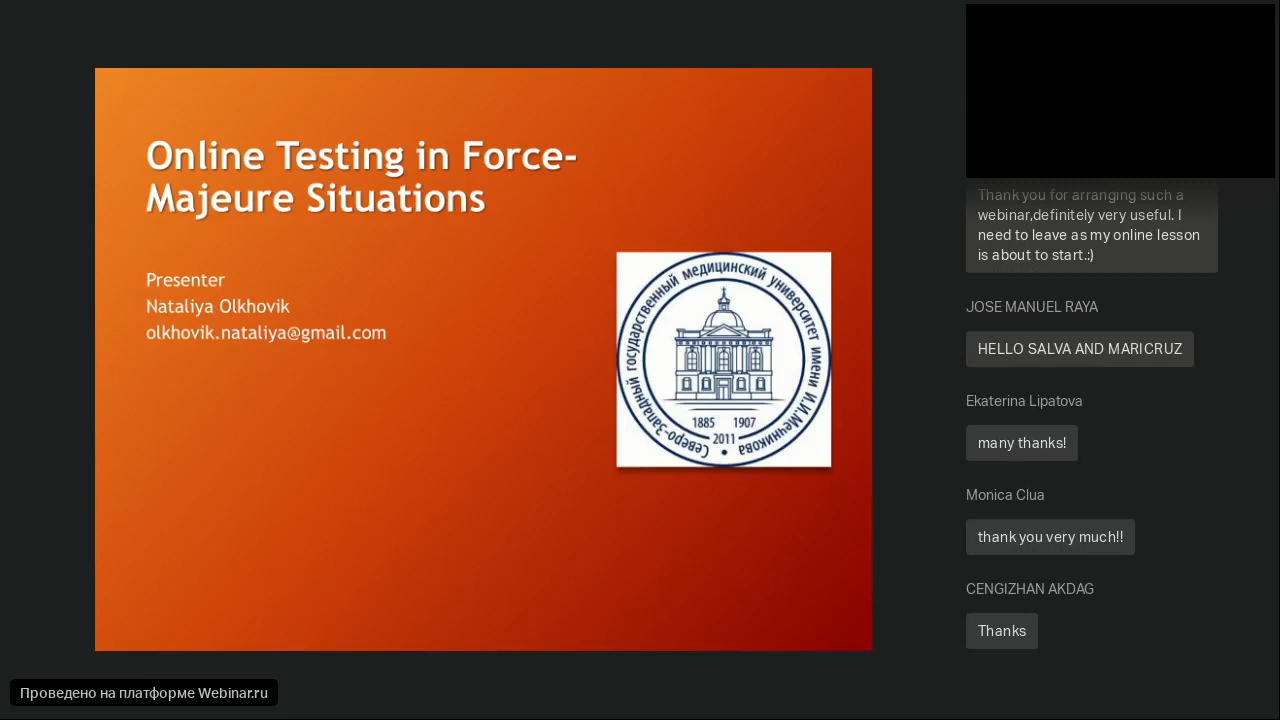 Online Testing in Force-
Majeure Situations
Presenter
Nataliya Olkhovik
olkhovik.nataliya@gmail.com
Северо-Западный государственный медицинский университет имени И.И.Мечникова
1885 1907
2011
Thank you for arranging such a
webinar,definitely very useful. I
need to leave as my online lesson
is about to start.:)
JOSE MANUEL RAYA
HELLO SALVA AND MARICRUZ
Ekaterina Lipatova
many thanks!
Monica Clua
thank you very much!!
CENGIZHAN AKDAG
Thanks
Проведено на платформе Webinar.ru